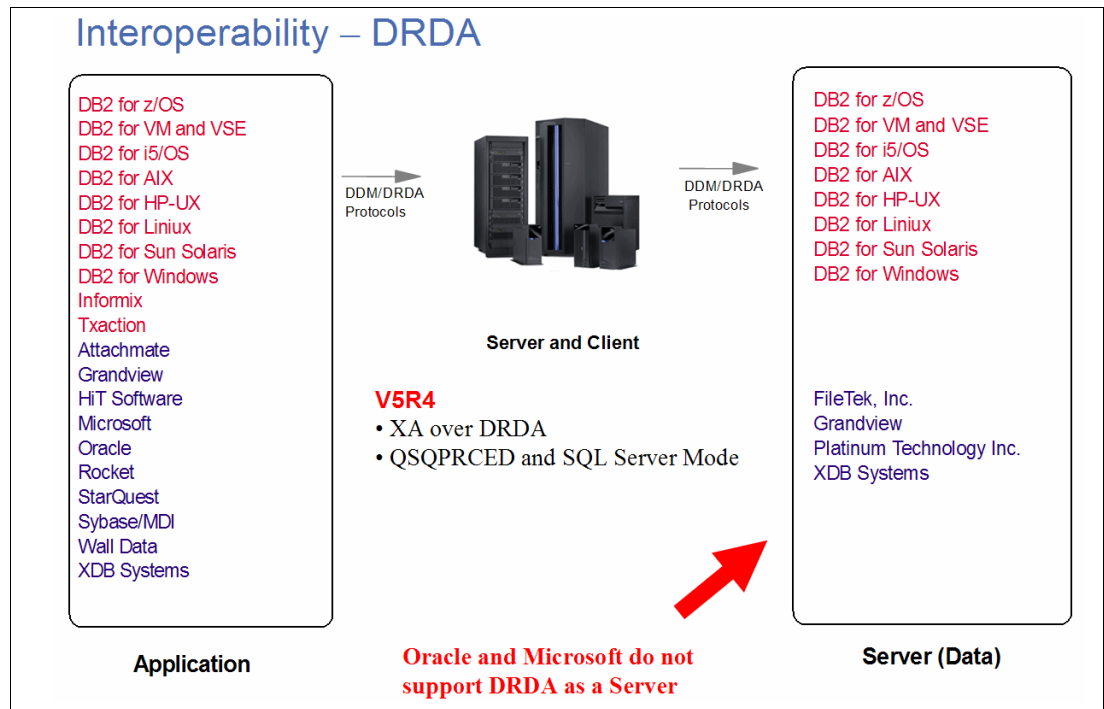 Interoperability – DRDA
DB2 for z/OS
DB2 for VM and VSE
DB2 for i5/OS
DB2 for AIX
DB2 for HP-UX
DB2 for Liniux
DB2 for Sun Solaris
DB2 for Windows
Informix
Txaction
Attachmate
Grandview
HiT Software
Microsoft
Oracle
Rocket
StarQuest
Sybase/MDI
Wall Data
XDB Systems
Application
DDM/DRDA
Protocols
Server and Client
V5R4
• XA over DRDA
• QSQPRCED and SQL Server Mode
Oracle and Microsoft do not
support DRDA as a Server
DDM/DRDA
Protocols
DB2 for z/OS
DB2 for VM and VSE
DB2 for i5/OS
DB2 for AIX
DB2 for HP-UX
DB2 for Liniux
DB2 for Sun Solaris
DB2 for Windows
FileTek, Inc.
Grandview
Platinum Technology Inc.
XDB Systems
Server (Data)